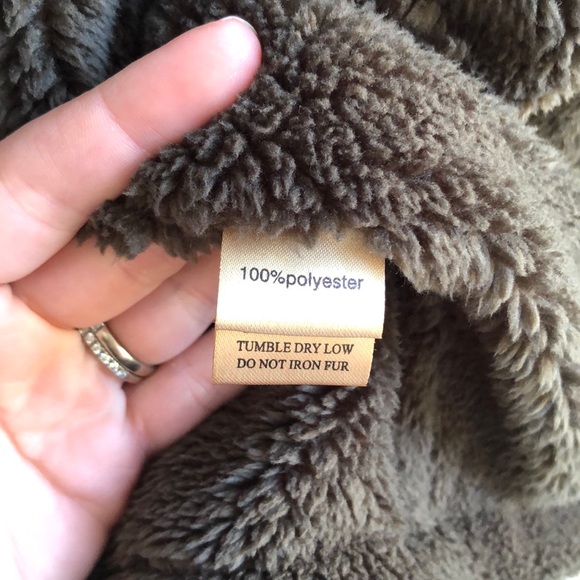 100%polyester
TUMBLE DRY LOW
DO NOT IRON FUR